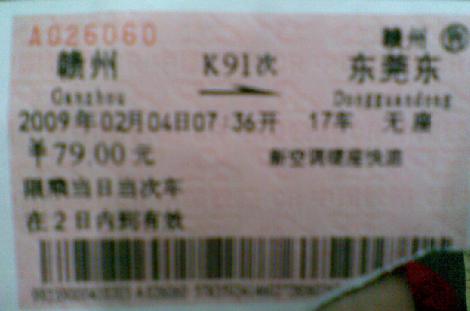 A026060 赣州 售
赣州 K91次 东莞东
Ganzhou Dongguandong
2009年02月04日07:36开 17车 无座
￥79.00元 新空调硬座快速
限乘当日当次车
在2日内到有效